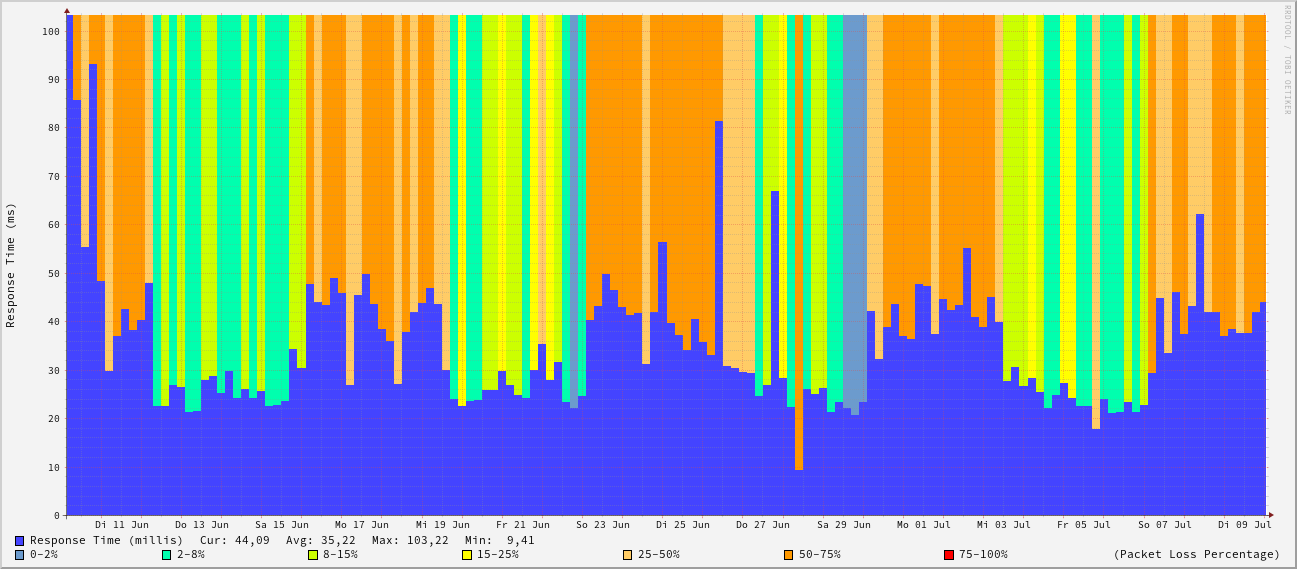 RRDTOOL / TOBI OETIKER
Response Time (ms)
100
90
80
70
60
50
40
30
20
10
0
Di 11 Jun Do 13 Jun Sa 15 Jun Mo 17 Jun Mi 19 Jun Fr 21 Jun So 23 Jun Di 25 Jun Do 27 Jun Sa 29 Jun Mo 01 Jul Mi 03 Jul Fr 05 Jul So 07 Jul Di 09 Jul
Response Time (millis) Cur: 44,09 Avg: 35,22 Max: 103,22 Min: 9,41
0-2% 2-8% 8-15% 15-25% 25-50% 50-75% 75-100% (Packet Loss Percentage)